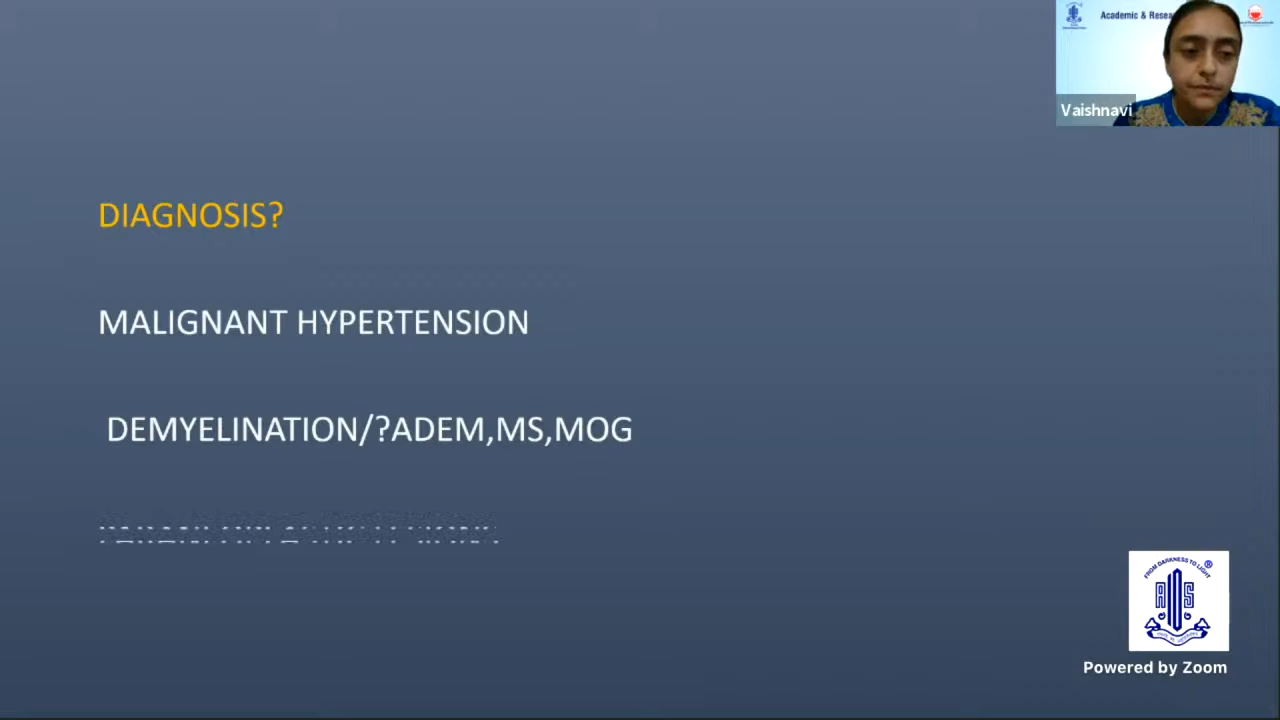 Academic & Resea
Vaishnavi
DIAGNOSIS?
MALIGNANT HYPERTENSION
DEMYELINATION/?ADEM,MS,MOG
FROM DARKNESS TO LIGHT
®
Powered by Zoom